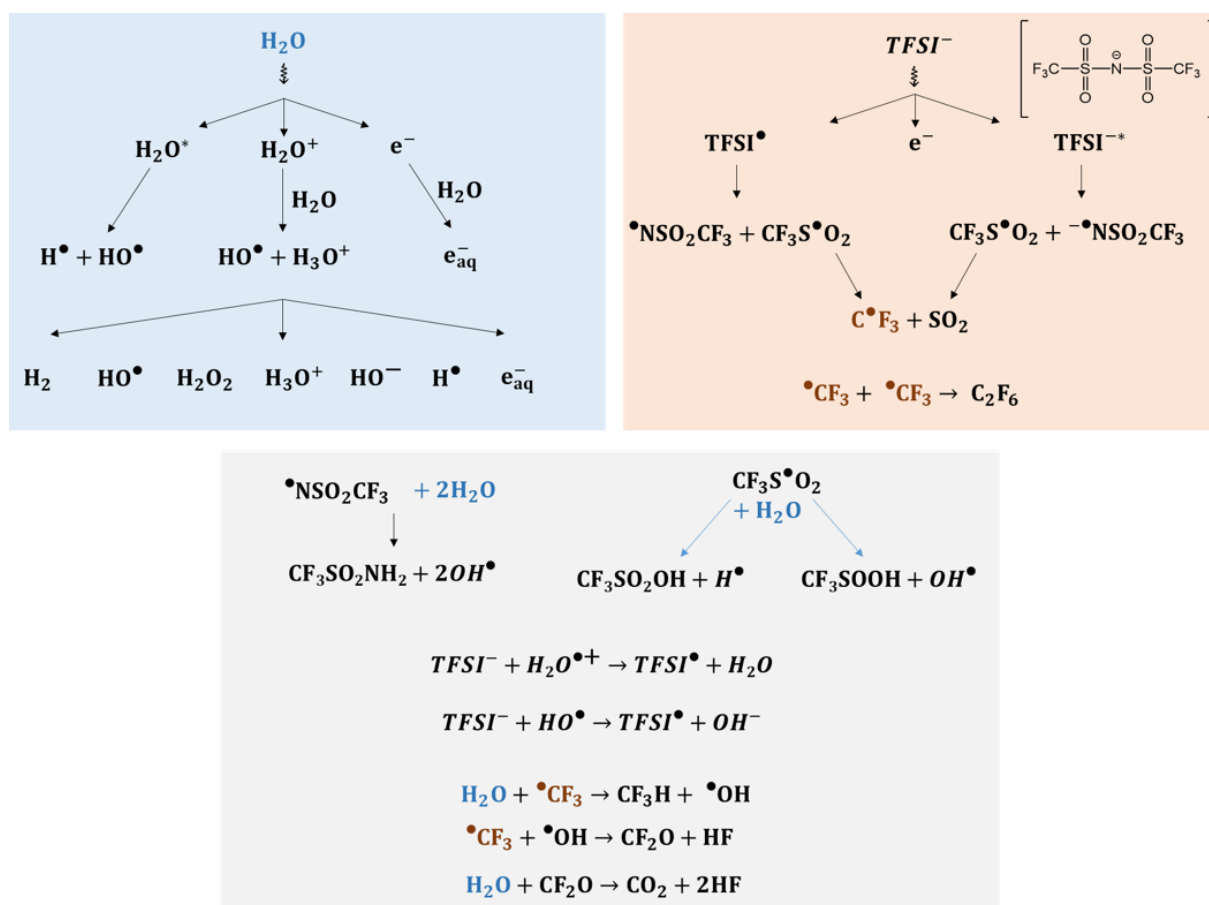 H₂O
H₂O* H₂O⁺ e⁻
H₂O H₂O
H• + HO• HO• + H₃O⁺ e⁻aq
H₂ HO• H₂O₂ H₃O⁺ HO⁻ H• e⁻aq
TFSI⁻
O O
F₃C—S—N—S—CF₃
⊖
O O
TFSI• e⁻ TFSI⁻*
•NSO₂CF₃ + CF₃S•O₂ CF₃S•O₂ + ⁻•NSO₂CF₃
C•F₃ + SO₂
•CF₃ + •CF₃ → C₂F₆
•NSO₂CF₃ + 2H₂O CF₃S•O₂
+ H₂O
CF₃SO₂NH₂ + 2OH• CF₃SO₂OH + H• CF₃SOOH + OH•
TFSI⁻ + H₂O•⁺ → TFSI• + H₂O
TFSI⁻ + HO• → TFSI• + OH⁻
H₂O + •CF₃ → CF₃H + •OH
•CF₃ + •OH → CF₂O + HF
H₂O + CF₂O → CO₂ + 2HF